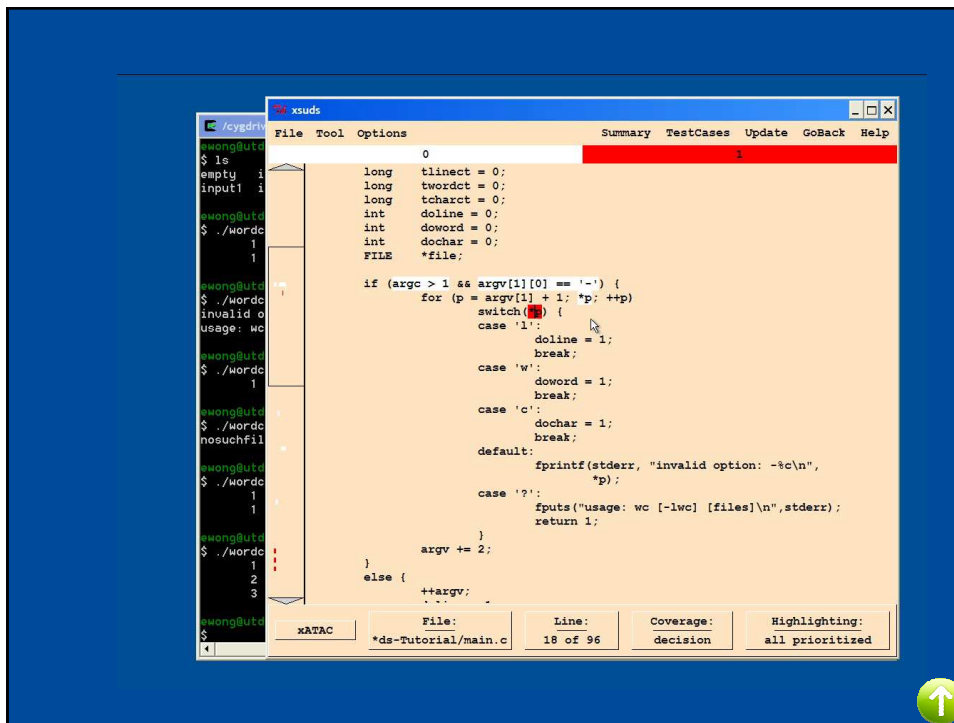 xsuds
/cygdriv
File Tool Options Summary TestCases Update GoBack Help
0 1
ewong@utd
$ ls
empty i
input1 i
ewong@utd
$ ./wordc
1
1
ewong@utd
$ ./wordc
invalid o
usage: wc
ewong@utd
$ ./wordc
1
ewong@utd
$ ./wordc
nosuchfil
ewong@utd
$ ./wordc
1
1
ewong@utd
$ ./wordc
1
2
3
ewong@utd
$
long tlinect = 0;
long twordct = 0;
long tcharct = 0;
int doline = 0;
int doword = 0;
int dochar = 0;
FILE *file;
if (argc > 1 && argv[1][0] == '-') {
for (p = argv[1] + 1; *p; ++p)
switch(*p) {
case 'l':
doline = 1;
break;
case 'w':
doword = 1;
break;
case 'c':
dochar = 1;
break;
default:
fprintf(stderr, "invalid option: -%c\n",
*p);
case '?':
fputs("usage: wc [-lwc] [files]\n",stderr);
return 1;
}
argv += 2;
}
else {
++argv;
xATAC
File:
*ds-Tutorial/main.c
Line:
18 of 96
Coverage:
decision
Highlighting:
all prioritized